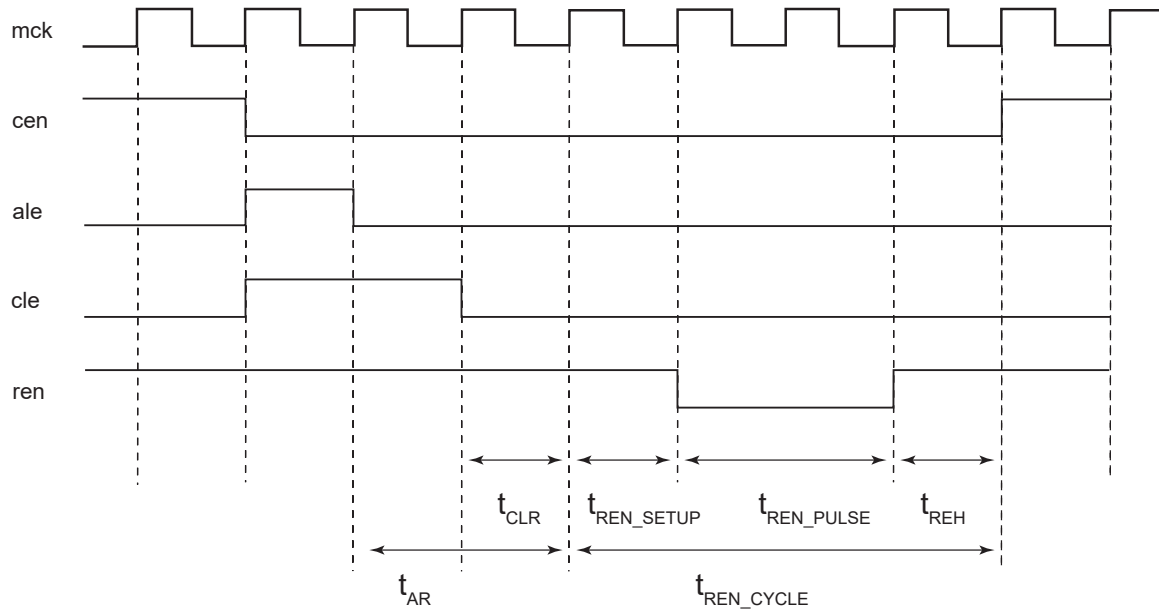 mck
cen
ale
cle
ren
tCLR tREN_SETUP tREN_PULSE tREH
tAR tREN_CYCLE